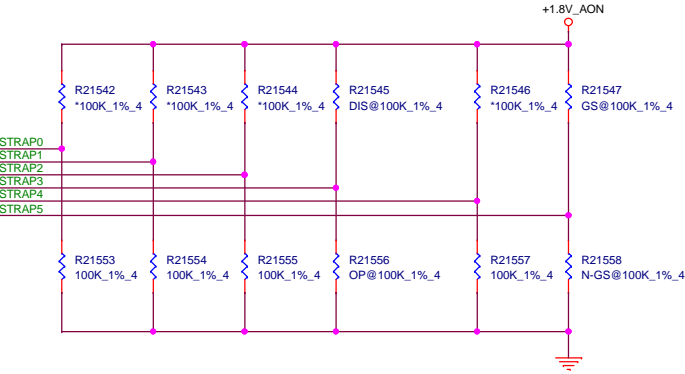 +1.8V_AON
R21542
*100K_1%_4
R21543
*100K_1%_4
R21544
*100K_1%_4
R21545
DIS@100K_1%_4
R21546
*100K_1%_4
R21547
GS@100K_1%_4
STRAP0
STRAP1
STRAP2
STRAP3
STRAP4
STRAP5
R21553
100K_1%_4
R21554
100K_1%_4
R21555
100K_1%_4
R21556
OP@100K_1%_4
R21557
100K_1%_4
R21558
N-GS@100K_1%_4